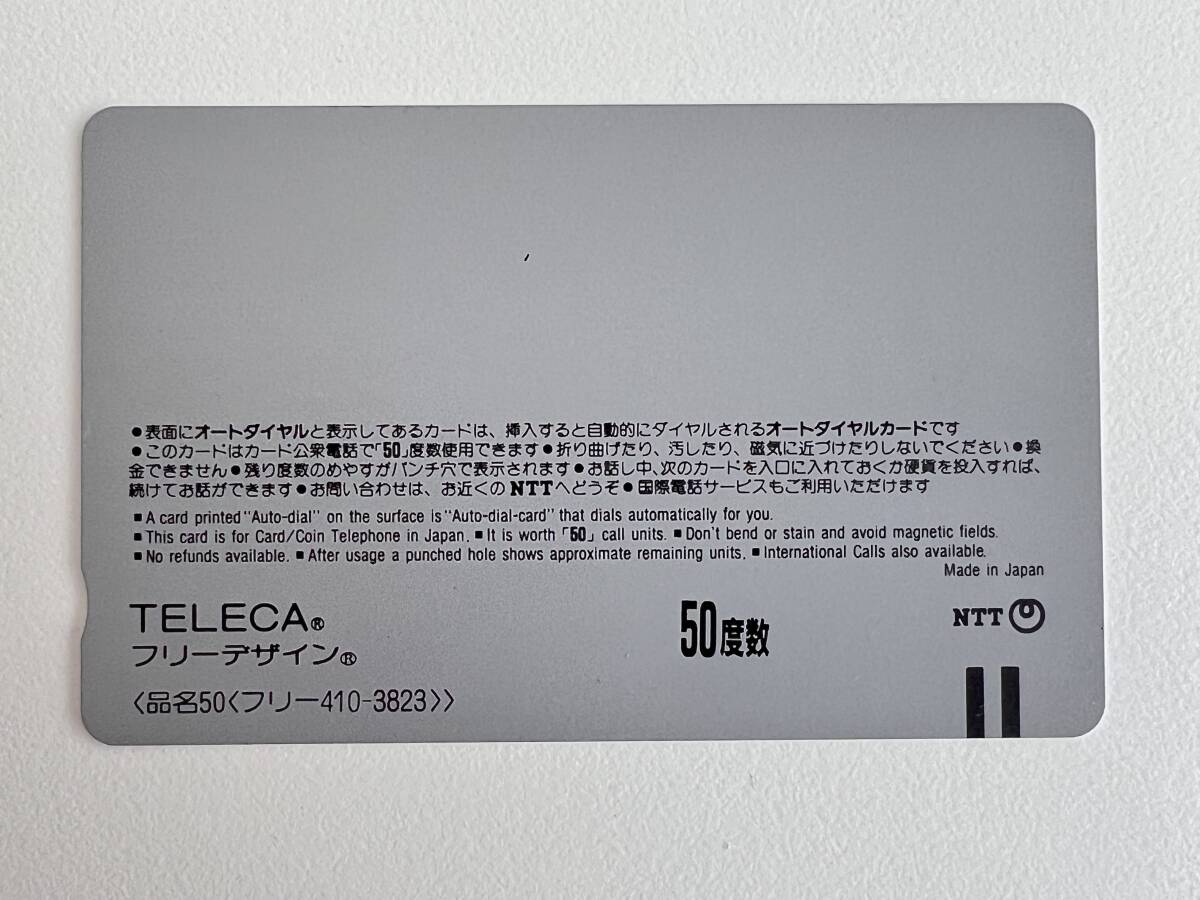 ●表面にオートダイヤルと表示してあるカードは、挿入すると自動的にダイヤルされるオートダイヤルカードです
●このカードはカード公衆電話で「50」度数使用できます●折り曲げたり、汚したり、磁気に近づけたりしないでください●換
金できません●残り度数のめやすがパンチ穴で表示されます●お話し中、次のカードを入口に入れておくか硬貨を投入すれば、
続けてお話ができます●お問い合わせは、お近くのNTTへどうぞ●国際電話サービスもご利用いただけます
■A card printed "Auto-dial" on the surface is "Auto-dial-card" that dials automatically for you.
■This card is for Card/Coin Telephone in Japan. ■It is worth「50」call units. ■Don't bend or stain and avoid magnetic fields.
■No refunds available. ■After usage a punched hole shows approximate remaining units. ■International Calls also available.
Made in Japan
TELECA®
フリーデザイン®
〈品名50〈フリー410-3823〉〉
50度数
NTT